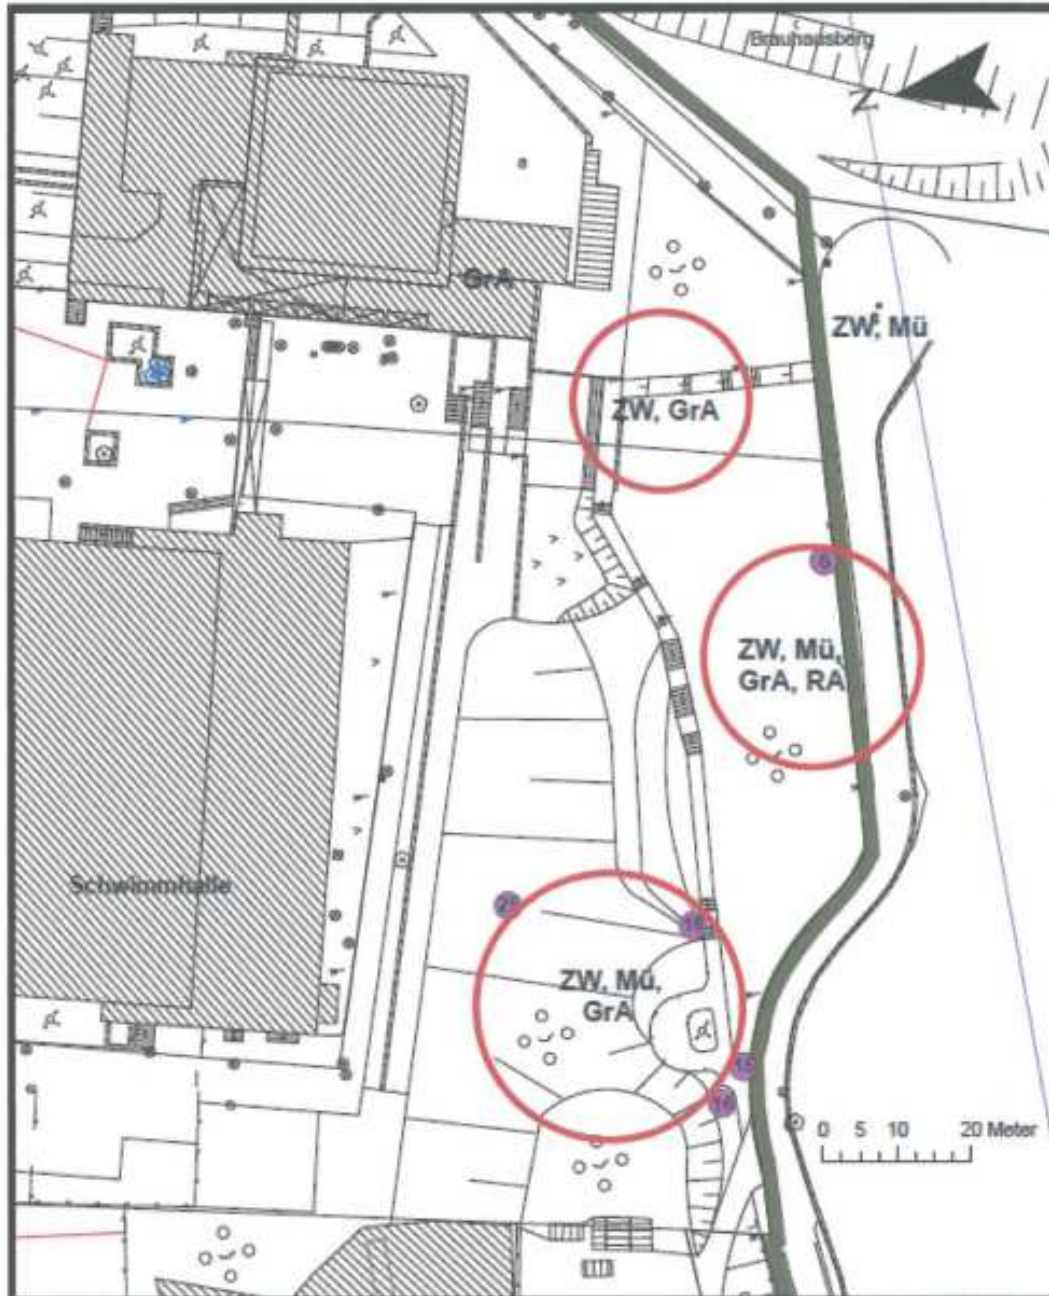 Brauhausberg
N
GrA
ZW, Mü
ZW, GrA
ZW, Mü,
GrA, RA
Schwimmhalle
ZW, Mü,
GrA
15
0 5 10 20 Meter